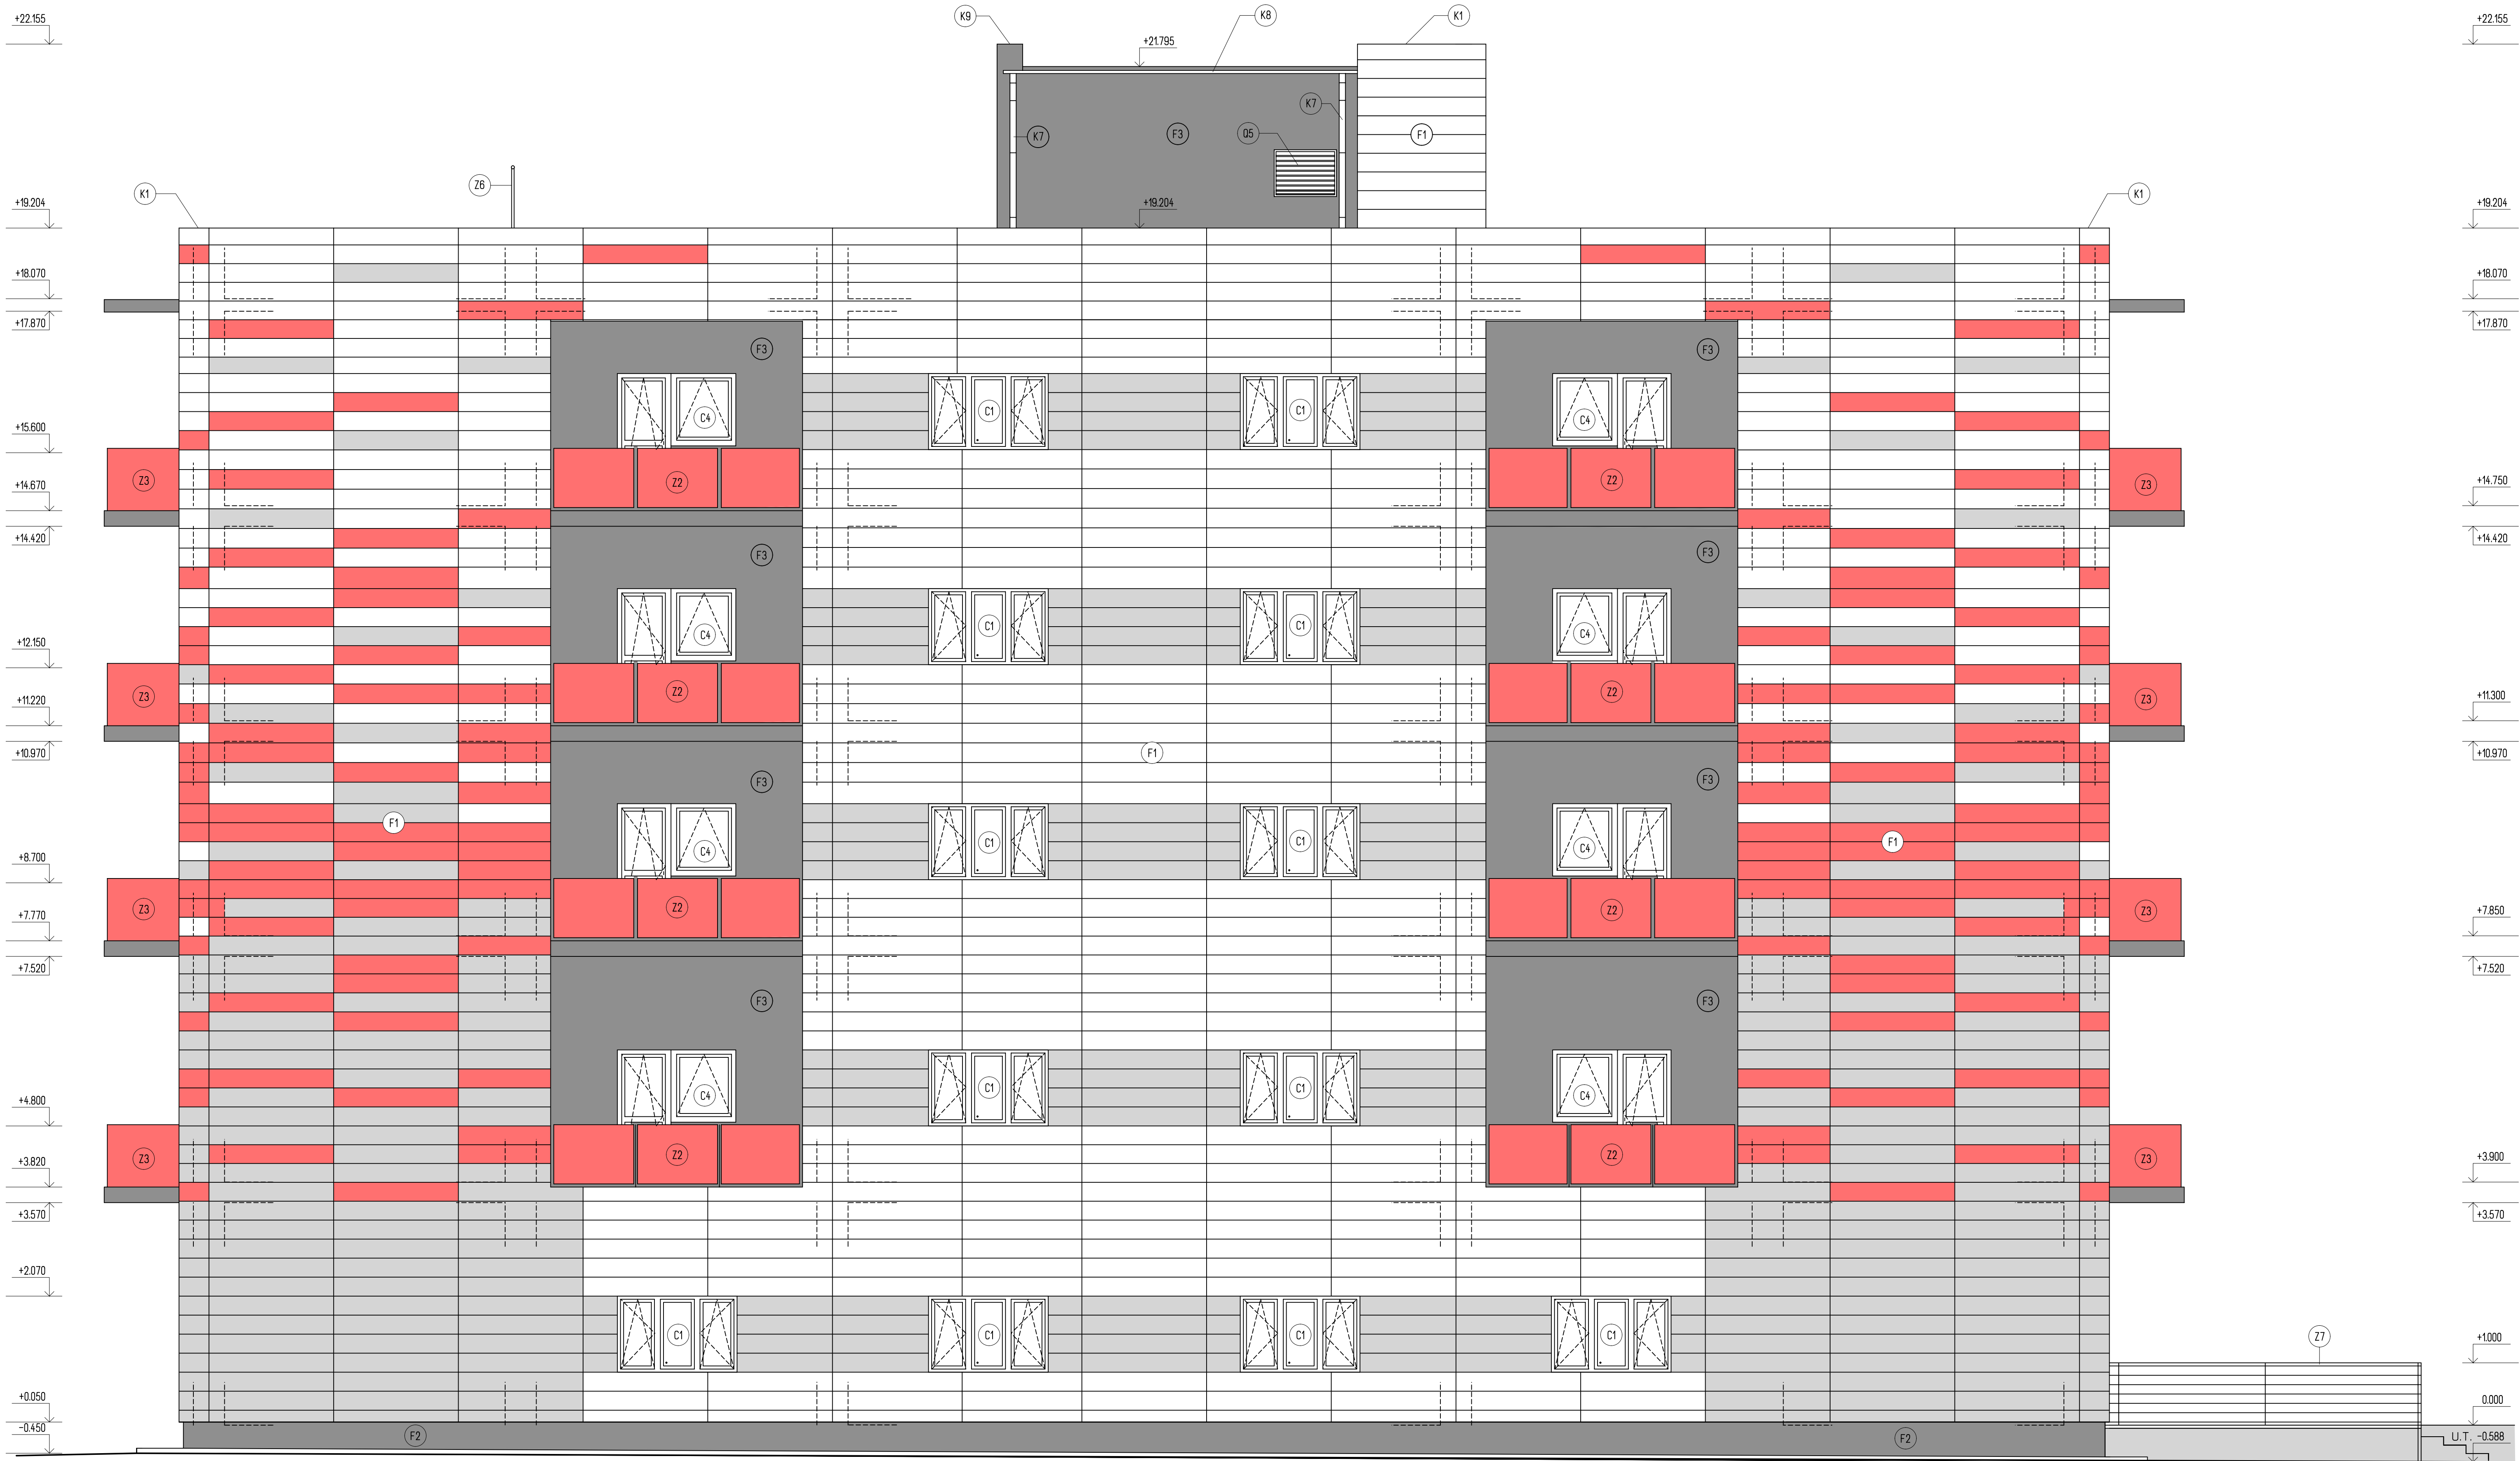 +22.155
K9
K8
K1
+22.155
+21.795
K7
K7
F3
Q5
F1
K1
Z6
K1
+19.204
+19.204
+19.204
+18.070
+18.070
+17.870
+17.870
F3
F3
C4
C1
C1
C4
+15.600
Z3
Z2
Z2
Z3
+14.670
+14.750
+14.420
+14.420
F3
F3
C4
C1
C1
C4
+12.150
Z3
Z2
Z2
Z3
+11.220
+11.300
+10.970
F1
+10.970
F3
F3
F1
C4
C1
C1
C4
F1
+8.700
Z3
Z2
Z2
Z3
+7.770
+7.850
+7.520
+7.520
F3
F3
C4
C1
C1
C4
+4.800
Z3
Z2
Z2
Z3
+3.820
+3.900
+3.570
+3.570
+2.070
C1
C1
C1
C1
Z7
+1.000
+0.050
0.000
-0.450
F2
F2
U.T. -0.588